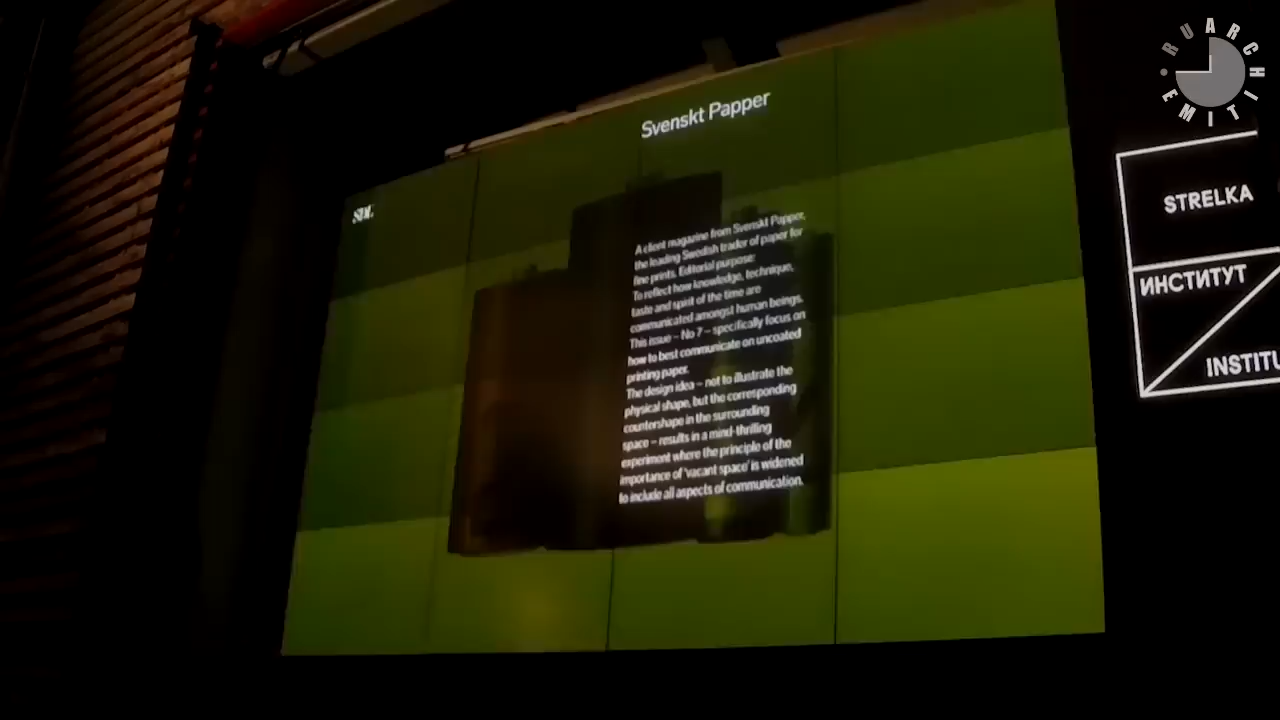 Svenskt Papper
SDL.
A client magazine from Svenskt Papper,
the leading Swedish trader of paper for
fine prints. Editorial purpose:
To reflect how knowledge, technique,
taste and spirit of the time are
communicated amongst human beings.
This issue – No 7 – specifically focus on
how to best communicate on uncoated
printing paper.
The design idea – not to illustrate the
physical shape, but the corresponding
countershape in the surrounding
space – results in a mind-thrilling
experiment where the principle of the
importance of 'vacant space' is widened
to include all aspects of communication.
RUARCH
TIME
STRELKA
ИНСТИТУТ
INSTITU